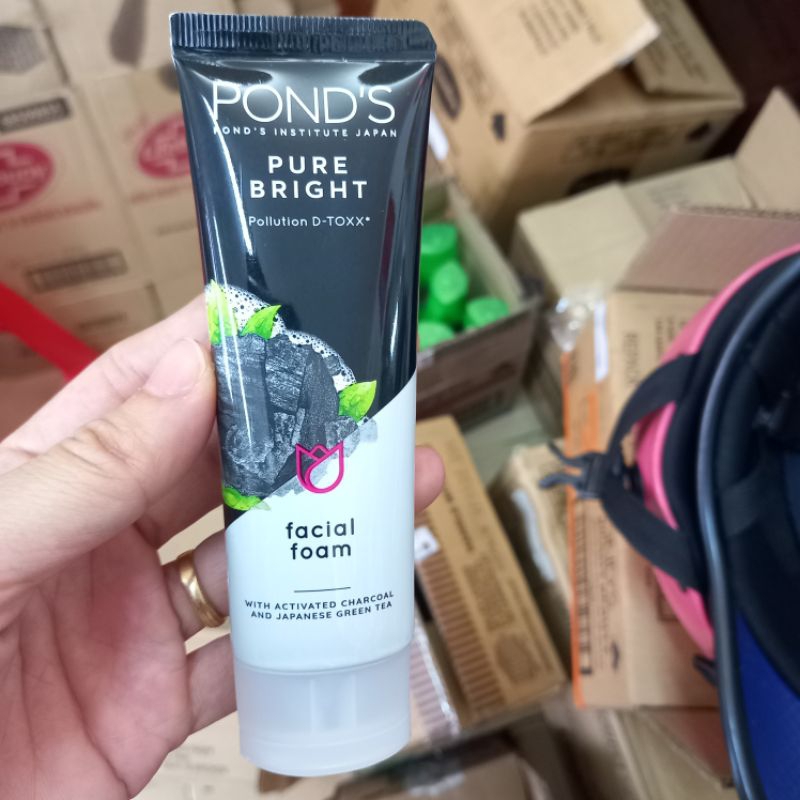 POND'S
POND'S INSTITUTE JAPAN
PURE
BRIGHT
Pollution D-TOXX*
facial
foam
WITH ACTIVATED CHARCOAL
AND JAPANESE GREEN TEA